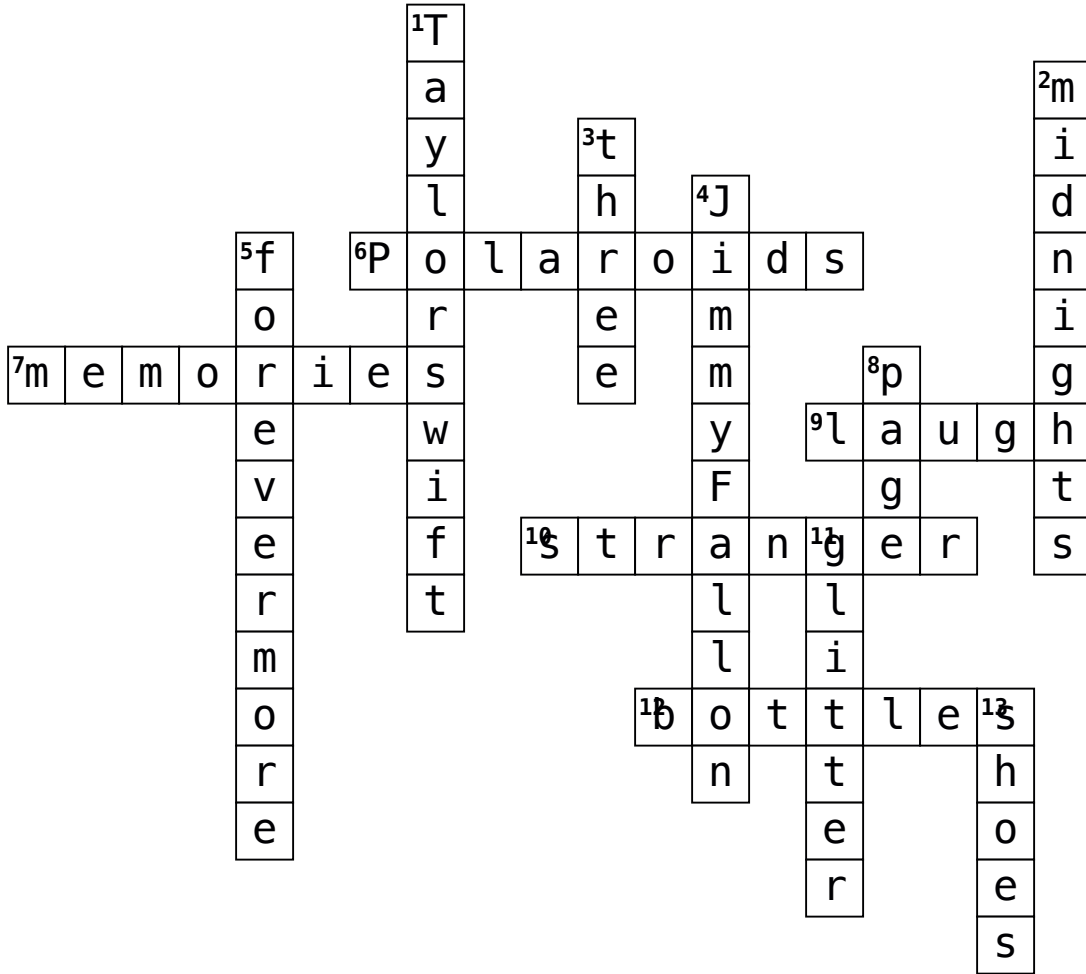 1 Taylorswift
2 midnights
3 three
4 JimmyFallon
5 forevermore
6 Polaroids
7 memories
8 page
9 laugh
10 stranger
11 glitter
12 bottles
13 shoes